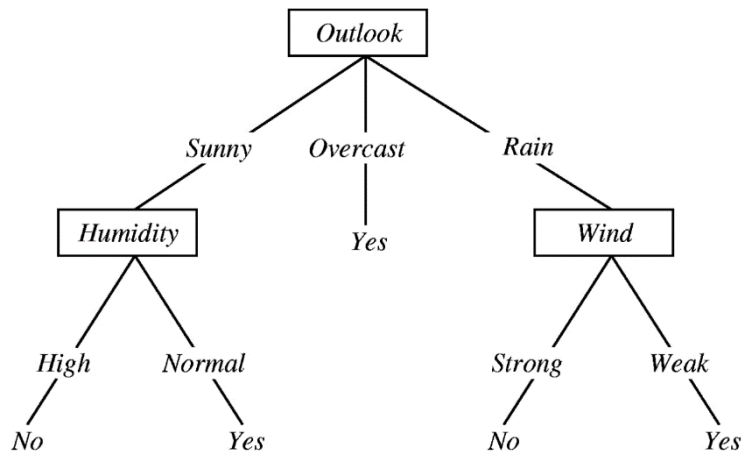 Outlook
Sunny Overcast Rain
Humidity Yes Wind
High Normal Strong Weak
No Yes No Yes